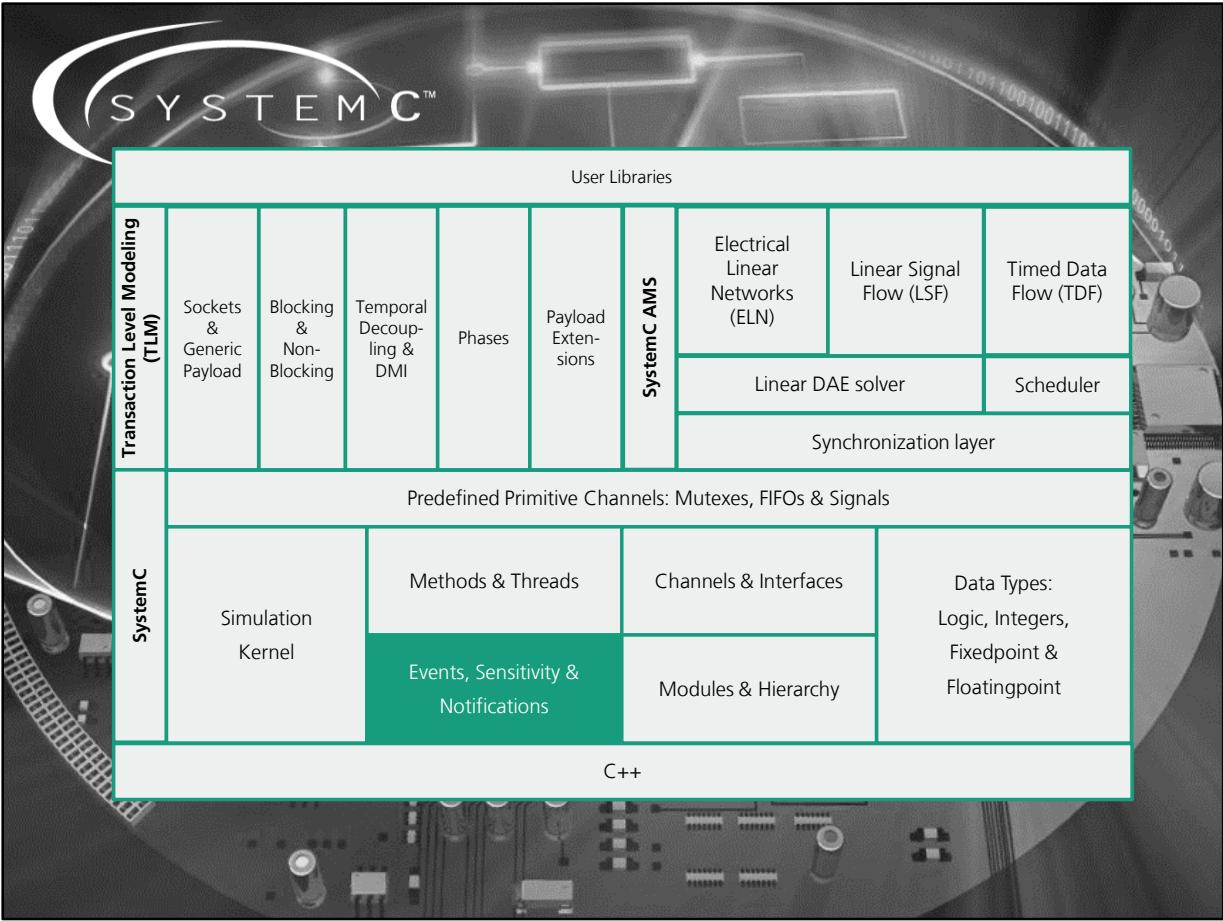 SYSTEMC™
User Libraries
Transaction Level Modeling
(TLM)
Sockets
&
Generic
Payload
Blocking
&
Non-
Blocking
Temporal
Decoup-
ling &
DMI
Phases
Payload
Exten-
sions
SystemC AMS
Electrical
Linear
Networks
(ELN)
Linear Signal
Flow (LSF)
Timed Data
Flow (TDF)
Linear DAE solver
Scheduler
Synchronization layer
SystemC
Predefined Primitive Channels: Mutexes, FIFOs & Signals
Simulation
Kernel
Methods & Threads
Events, Sensitivity &
Notifications
Channels & Interfaces
Modules & Hierarchy
Data Types:
Logic, Integers,
Fixedpoint &
Floatingpoint
C++